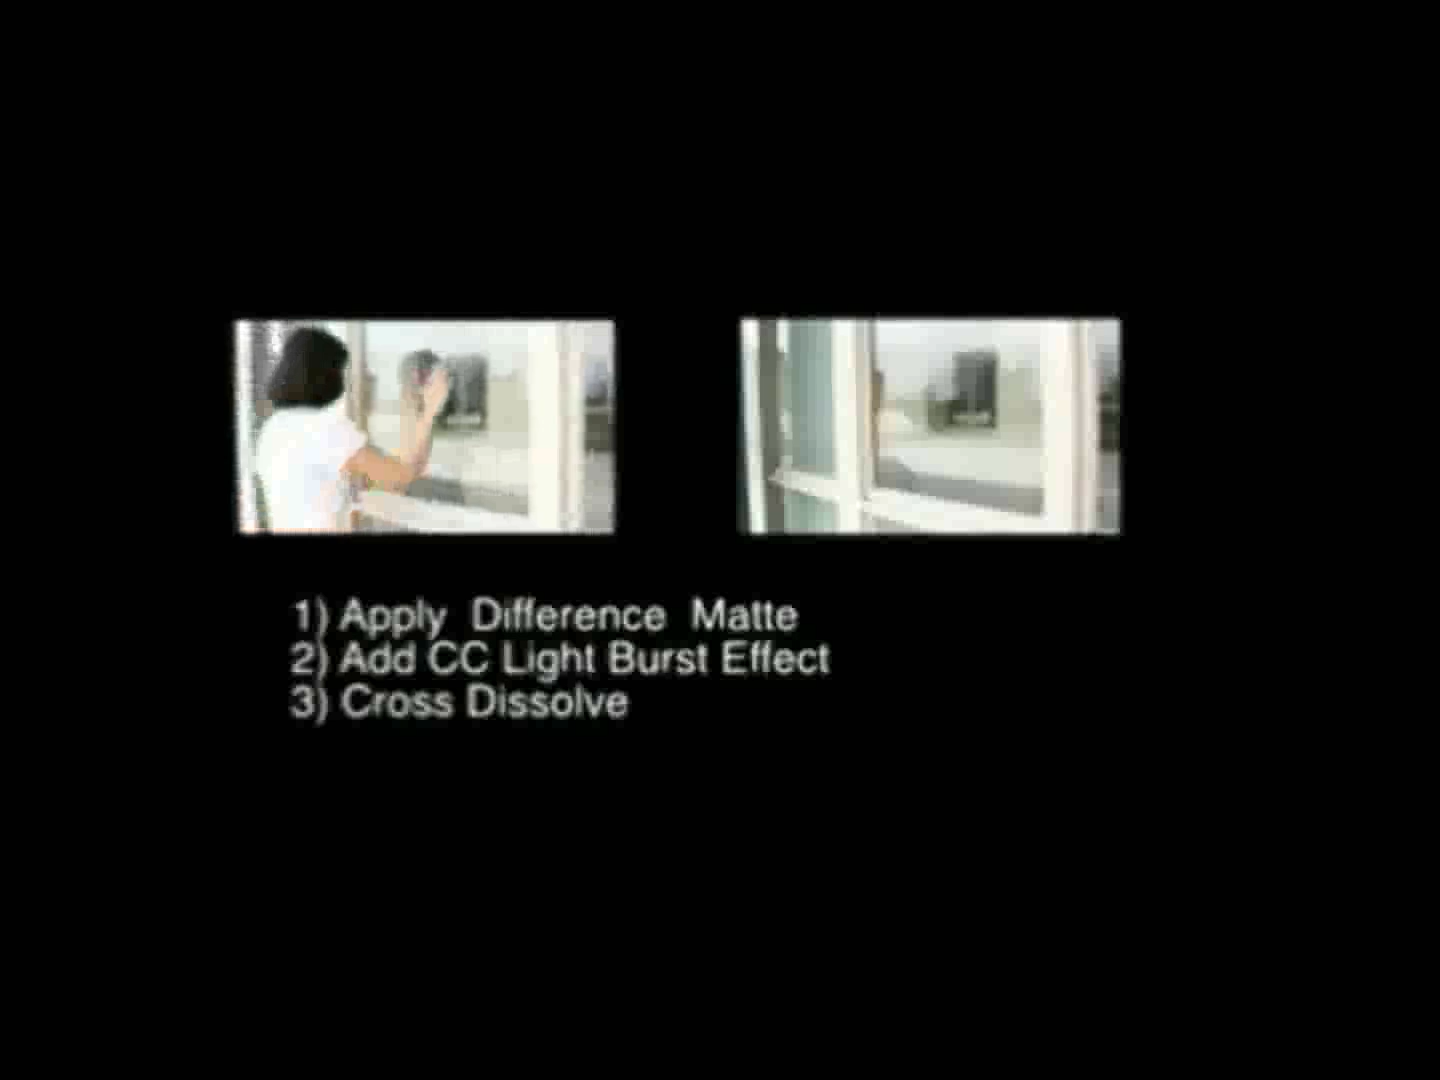 1) Apply Difference Matte
2) Add CC Light Burst Effect
3) Cross Dissolve